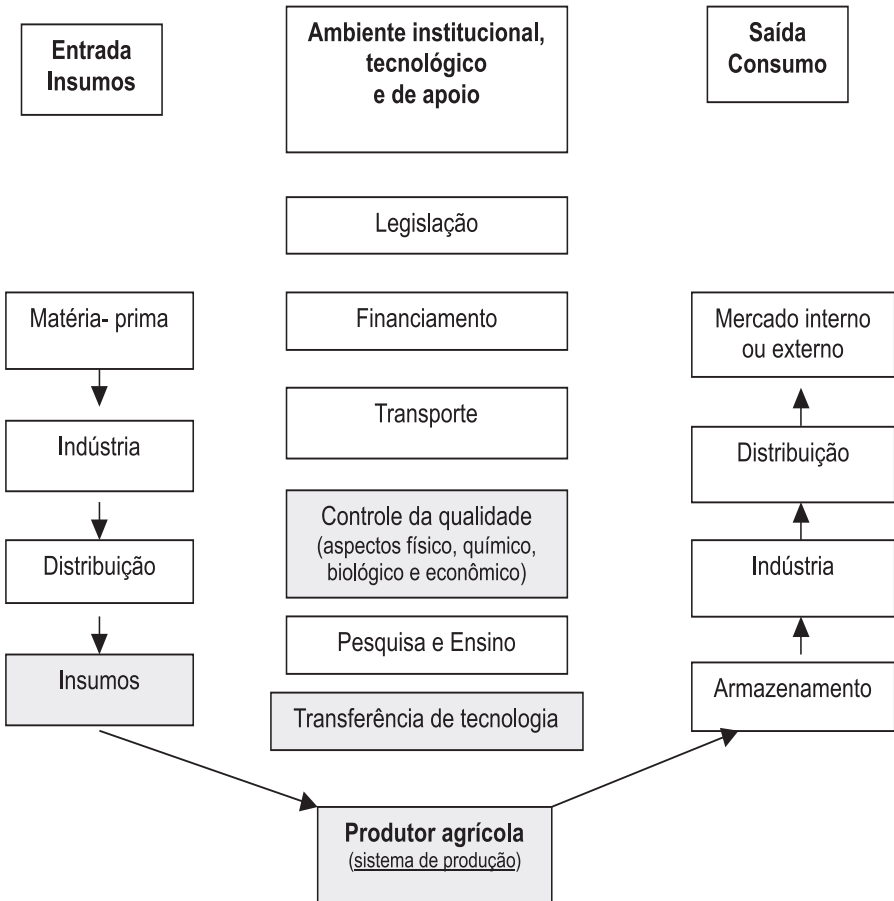 Entrada
Insumos
Ambiente institucional,
tecnológico
e de apoio
Saída
Consumo
Legislação
Matéria- prima
Financiamento
Mercado interno
ou externo
Indústria
Transporte
Distribuição
Distribuição
Controle da qualidade
(aspectos físico, químico,
biológico e econômico)
Indústria
Insumos
Pesquisa e Ensino
Armazenamento
Transferência de tecnologia
Produtor agrícola
(sistema de produção)